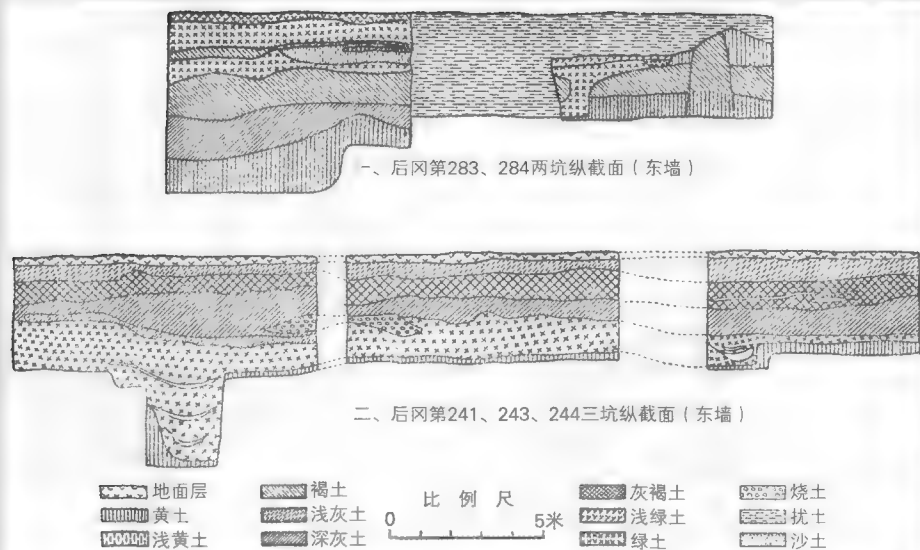 一、后冈第283、284两坑纵截面（东墙）
二、后冈第241、243、244三坑纵截面（东墙）
地面层
黄土
浅黄土
褐土
浅灰土
深灰土
比例尺
0 5米
灰褐土
浅绿土
绿土
烧土
扰土
沙土